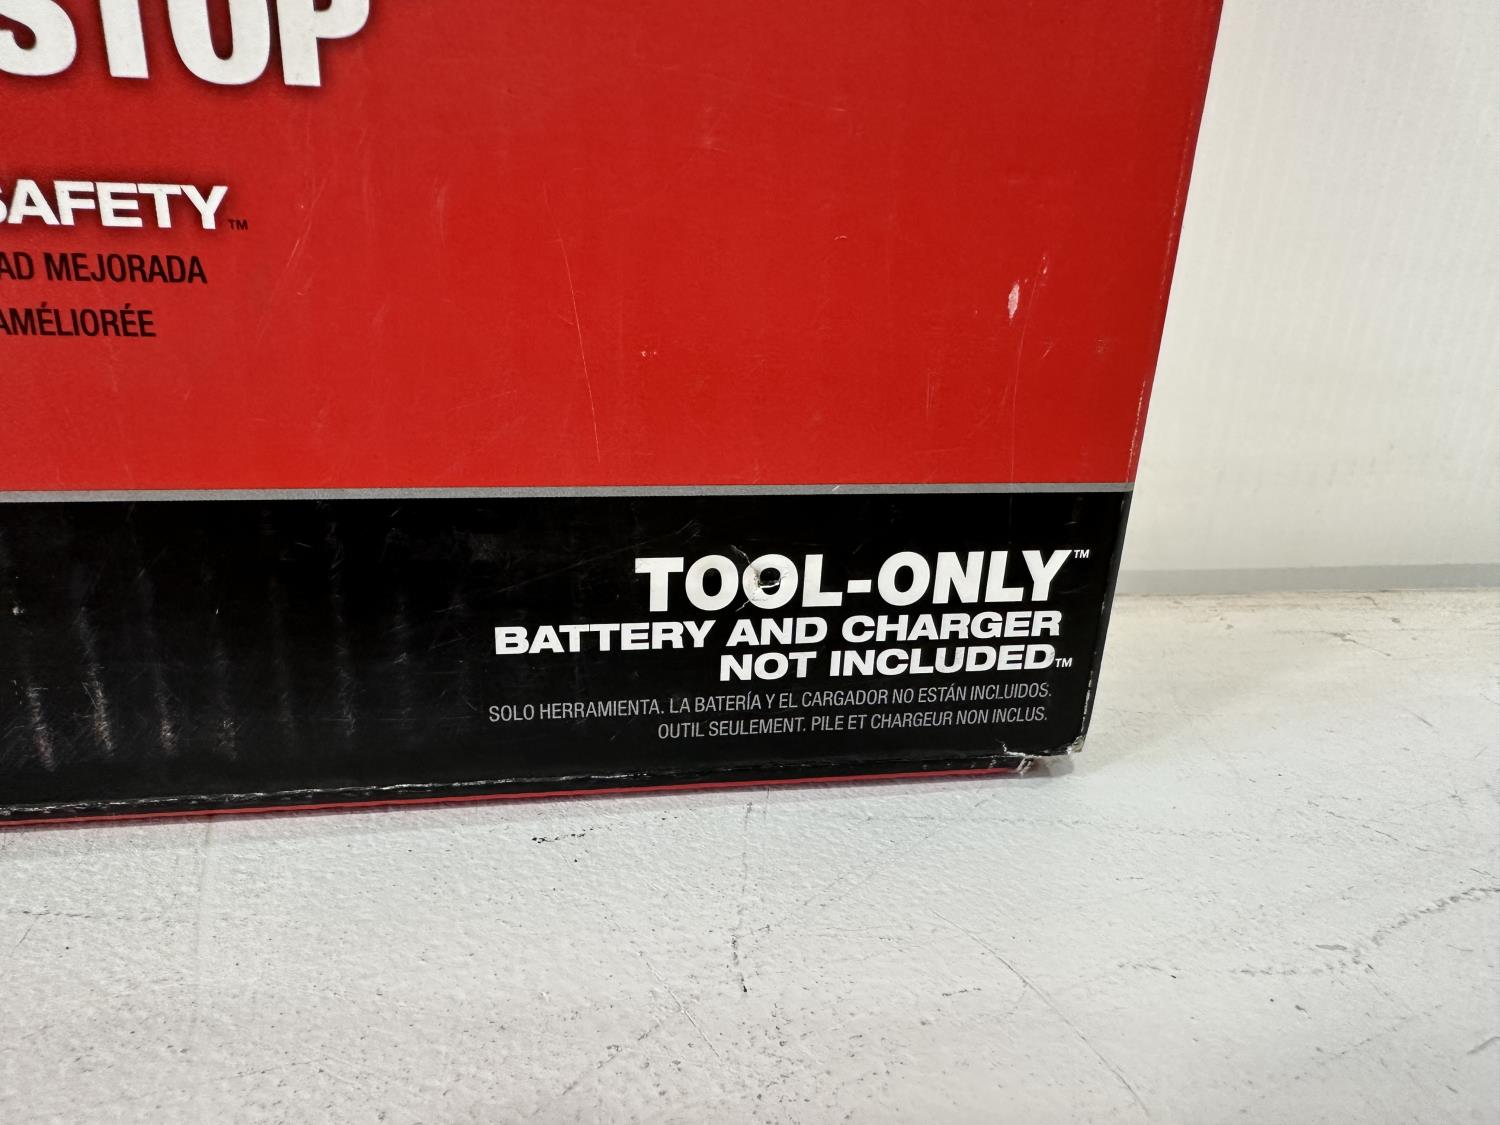 STOP
SAFETY™
AD MEJORADA
AMÉLIORÉE
TOOL-ONLY™
BATTERY AND CHARGER
NOT INCLUDED™
SOLO HERRAMIENTA. LA BATERÍA Y EL CARGADOR NO ESTÁN INCLUIDOS.
OUTIL SEULEMENT. PILE ET CHARGEUR NON INCLUS.